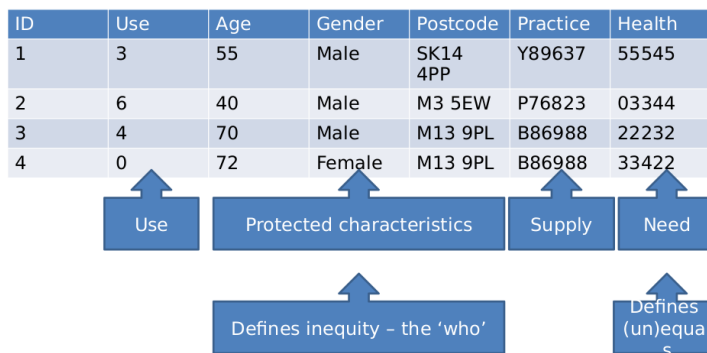 ID Use Age Gender Postcode Practice Health
1 3 55 Male SK14 4PP Y89637 55545
2 6 40 Male M3 5EW P76823 03344
3 4 70 Male M13 9PL B86988 22232
4 0 72 Female M13 9PL B86988 33422
Use Protected characteristics Supply Need
Defines inequity – the ‘who’
Defines
(un)equa
s